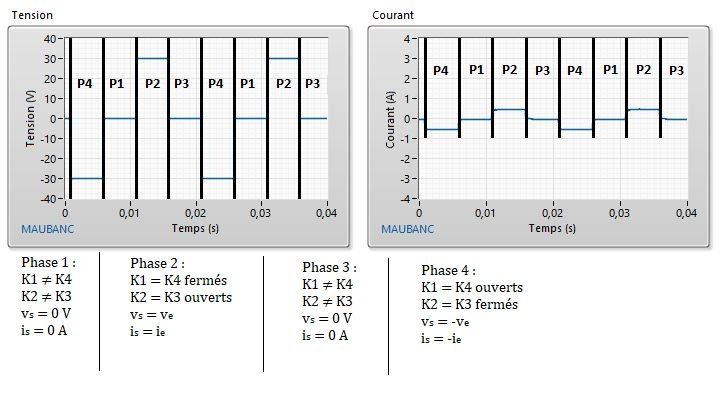 Tension
Courant
Tension (V)
40
30
20
10
0
-10
-20
-30
-40
P4 P1 P2 P3 P4 P1 P2 P3
0 0,01 0,02 0,03 0,04
MAUBANC
Temps (s)
Courant (A)
4
3
2
1
0
-1
-2
-3
-4
P4 P1 P2 P3 P4 P1 P2 P3
0 0,01 0,02 0,03 0,04
MAUBANC
Temps (s)
Phase 1 :
K1 ≠ K4
K2 ≠ K3
vs = 0 V
is = 0 A
Phase 2 :
K1 = K4 fermés
K2 = K3 ouverts
vs = ve
is = ie
Phase 3 :
K1 ≠ K4
K2 ≠ K3
vs = 0 V
is = 0 A
Phase 4 :
K1 = K4 ouverts
K2 = K3 fermés
vs = -ve
is = -ie